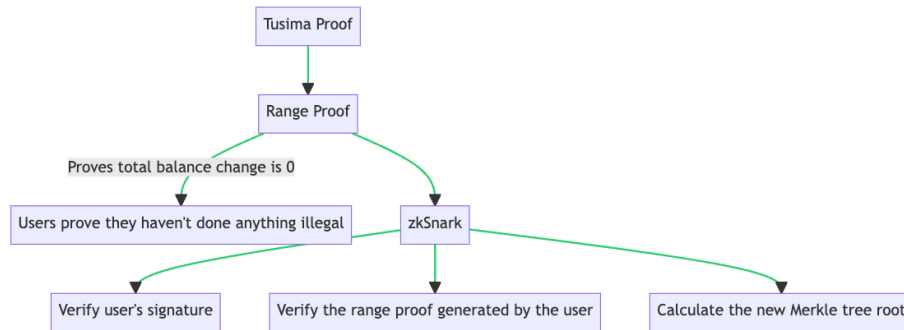 Tusima Proof
Range Proof
Proves total balance change is 0
Users prove they haven't done anything illegal
zkSnark
Verify user's signature
Verify the range proof generated by the user
Calculate the new Merkle tree root